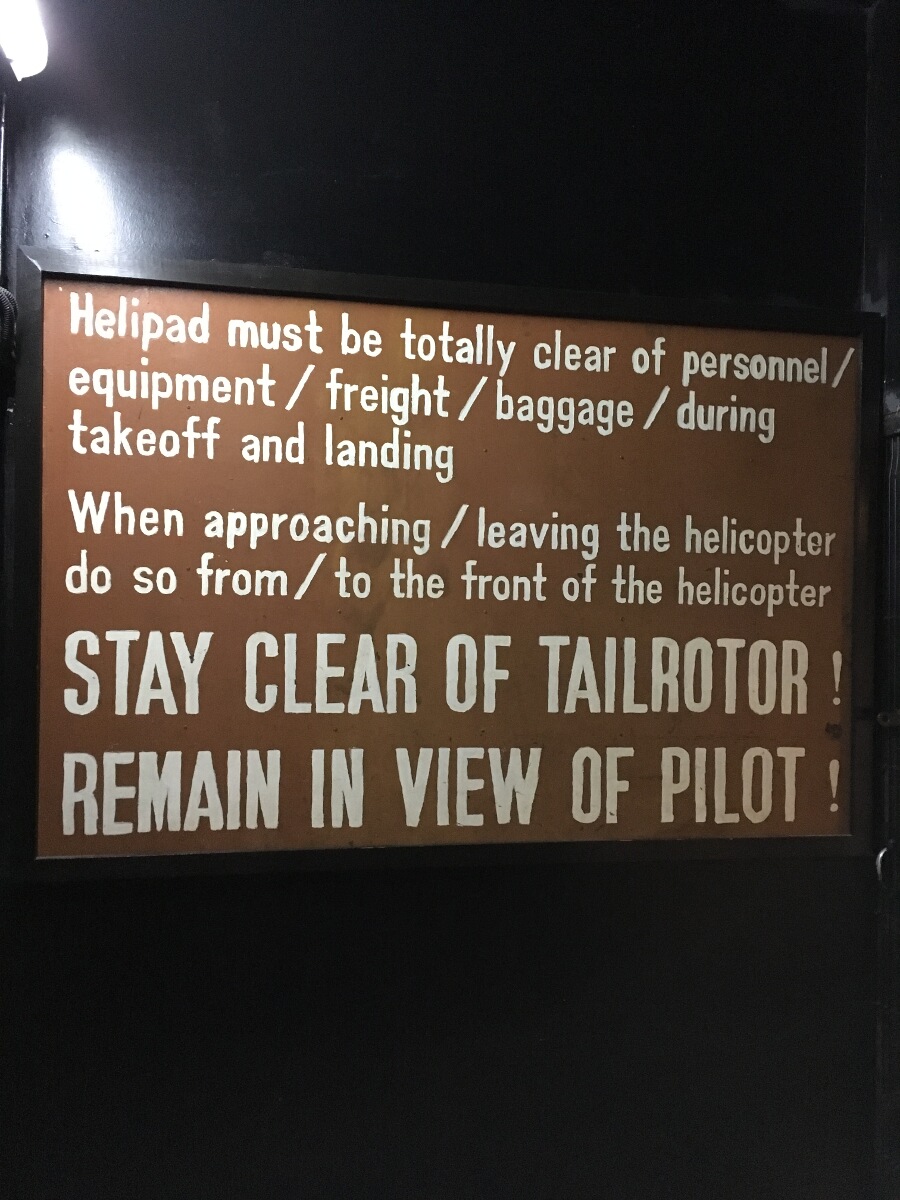 Helipad must be totally clear of personnel/
equipment / freight / baggage / during
takeoff and landing
When approaching / leaving the helicopter
do so from / to the front of the helicopter
STAY CLEAR OF TAILROTOR !
REMAIN IN VIEW OF PILOT !